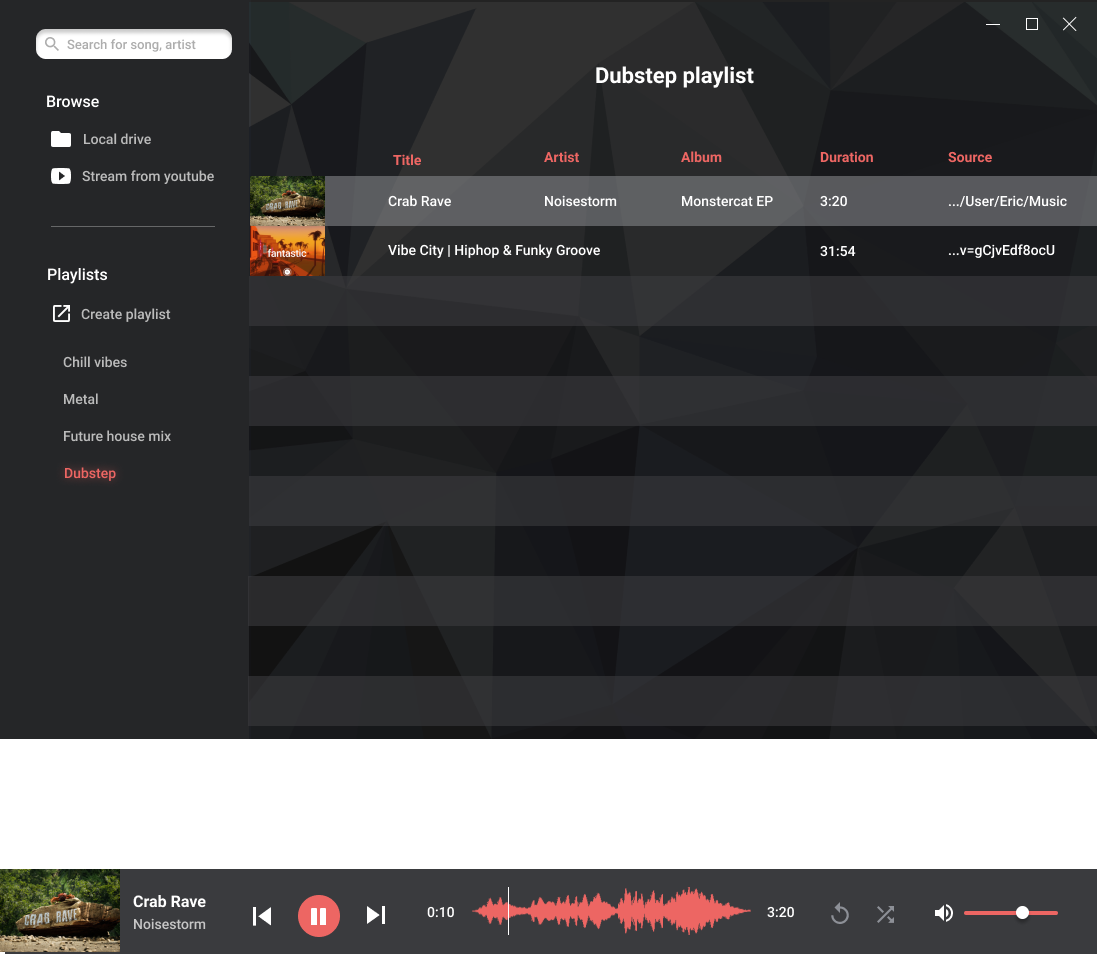 Search for song, artist
Browse
Local drive
Stream from youtube
Playlists
Create playlist
Chill vibes
Metal
Future house mix
Dubstep
Dubstep playlist
Title Artist Album Duration Source
CRAB RAVE
Crab Rave Noisestorm Monstercat EP 3:20 .../User/Eric/Music
fantastic
Vibe City | Hiphop & Funky Groove 31:54 ...v=gCjvEdf8ocU
CRAB RAVE
Crab Rave
Noisestorm
0:10 3:20